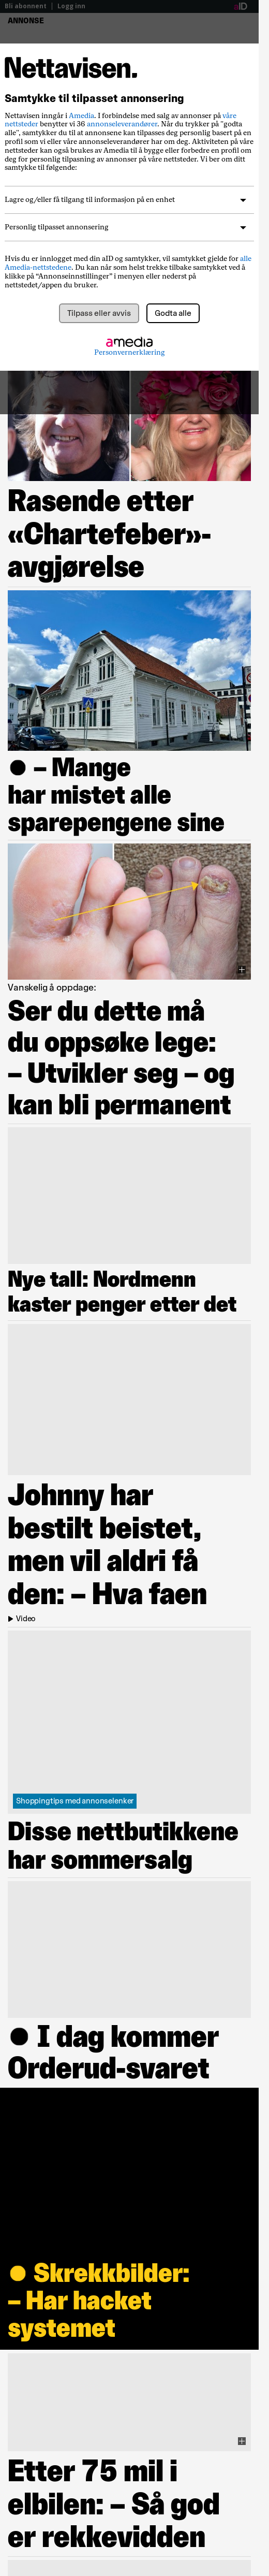 Bli abonnent | Logg inn
aID
ANNONSE
Nettavisen.
Samtykke til tilpasset annonsering
Nettavisen inngår i Amedia. I forbindelse med salg av annonser på våre
nettsteder benytter vi 36 annonseleverandører. Når du trykker på "godta
alle", samtykker du til at annonsene kan tilpasses deg personlig basert på en
profil som vi eller våre annonseleverandører har om deg. Aktiviteten på våre
nettsteder kan også brukes av Amedia til å bygge eller forbedre en profil om
deg for personlig tilpasning av annonser på våre nettsteder. Vi ber om ditt
samtykke til følgende:
Lagre og/eller få tilgang til informasjon på en enhet
Personlig tilpasset annonsering
Hvis du er innlogget med din aID og samtykker, vil samtykket gjelde for alle
Amedia-nettstedene. Du kan når som helst trekke tilbake samtykket ved å
klikke på “Annonseinnstillinger” i menyen eller nederst på
nettstedet/appen du bruker.
Tilpass eller avvis
Godta alle
amedia
Personvernerklæring
Rasende etter
«Charterfeber»-
avgjørelse
● – Mange
har mistet alle
sparepengene sine
Vanskelig å oppdage:
Ser du dette må
du oppsøke lege:
– Utvikler seg – og
kan bli permanent
Nye tall: Nordmenn
kaster penger etter det
Johnny har
bestilt beistet,
men vil aldri få
den: – Hva faen
Video
Shoppingtips med annonselenker
Disse nettbutikkene
har sommersalg
● I dag kommer
Orderud-svaret
● Skrekkbilder:
– Har hacket
systemet
Etter 75 mil i
elbilen: – Så god
er rekkevidden